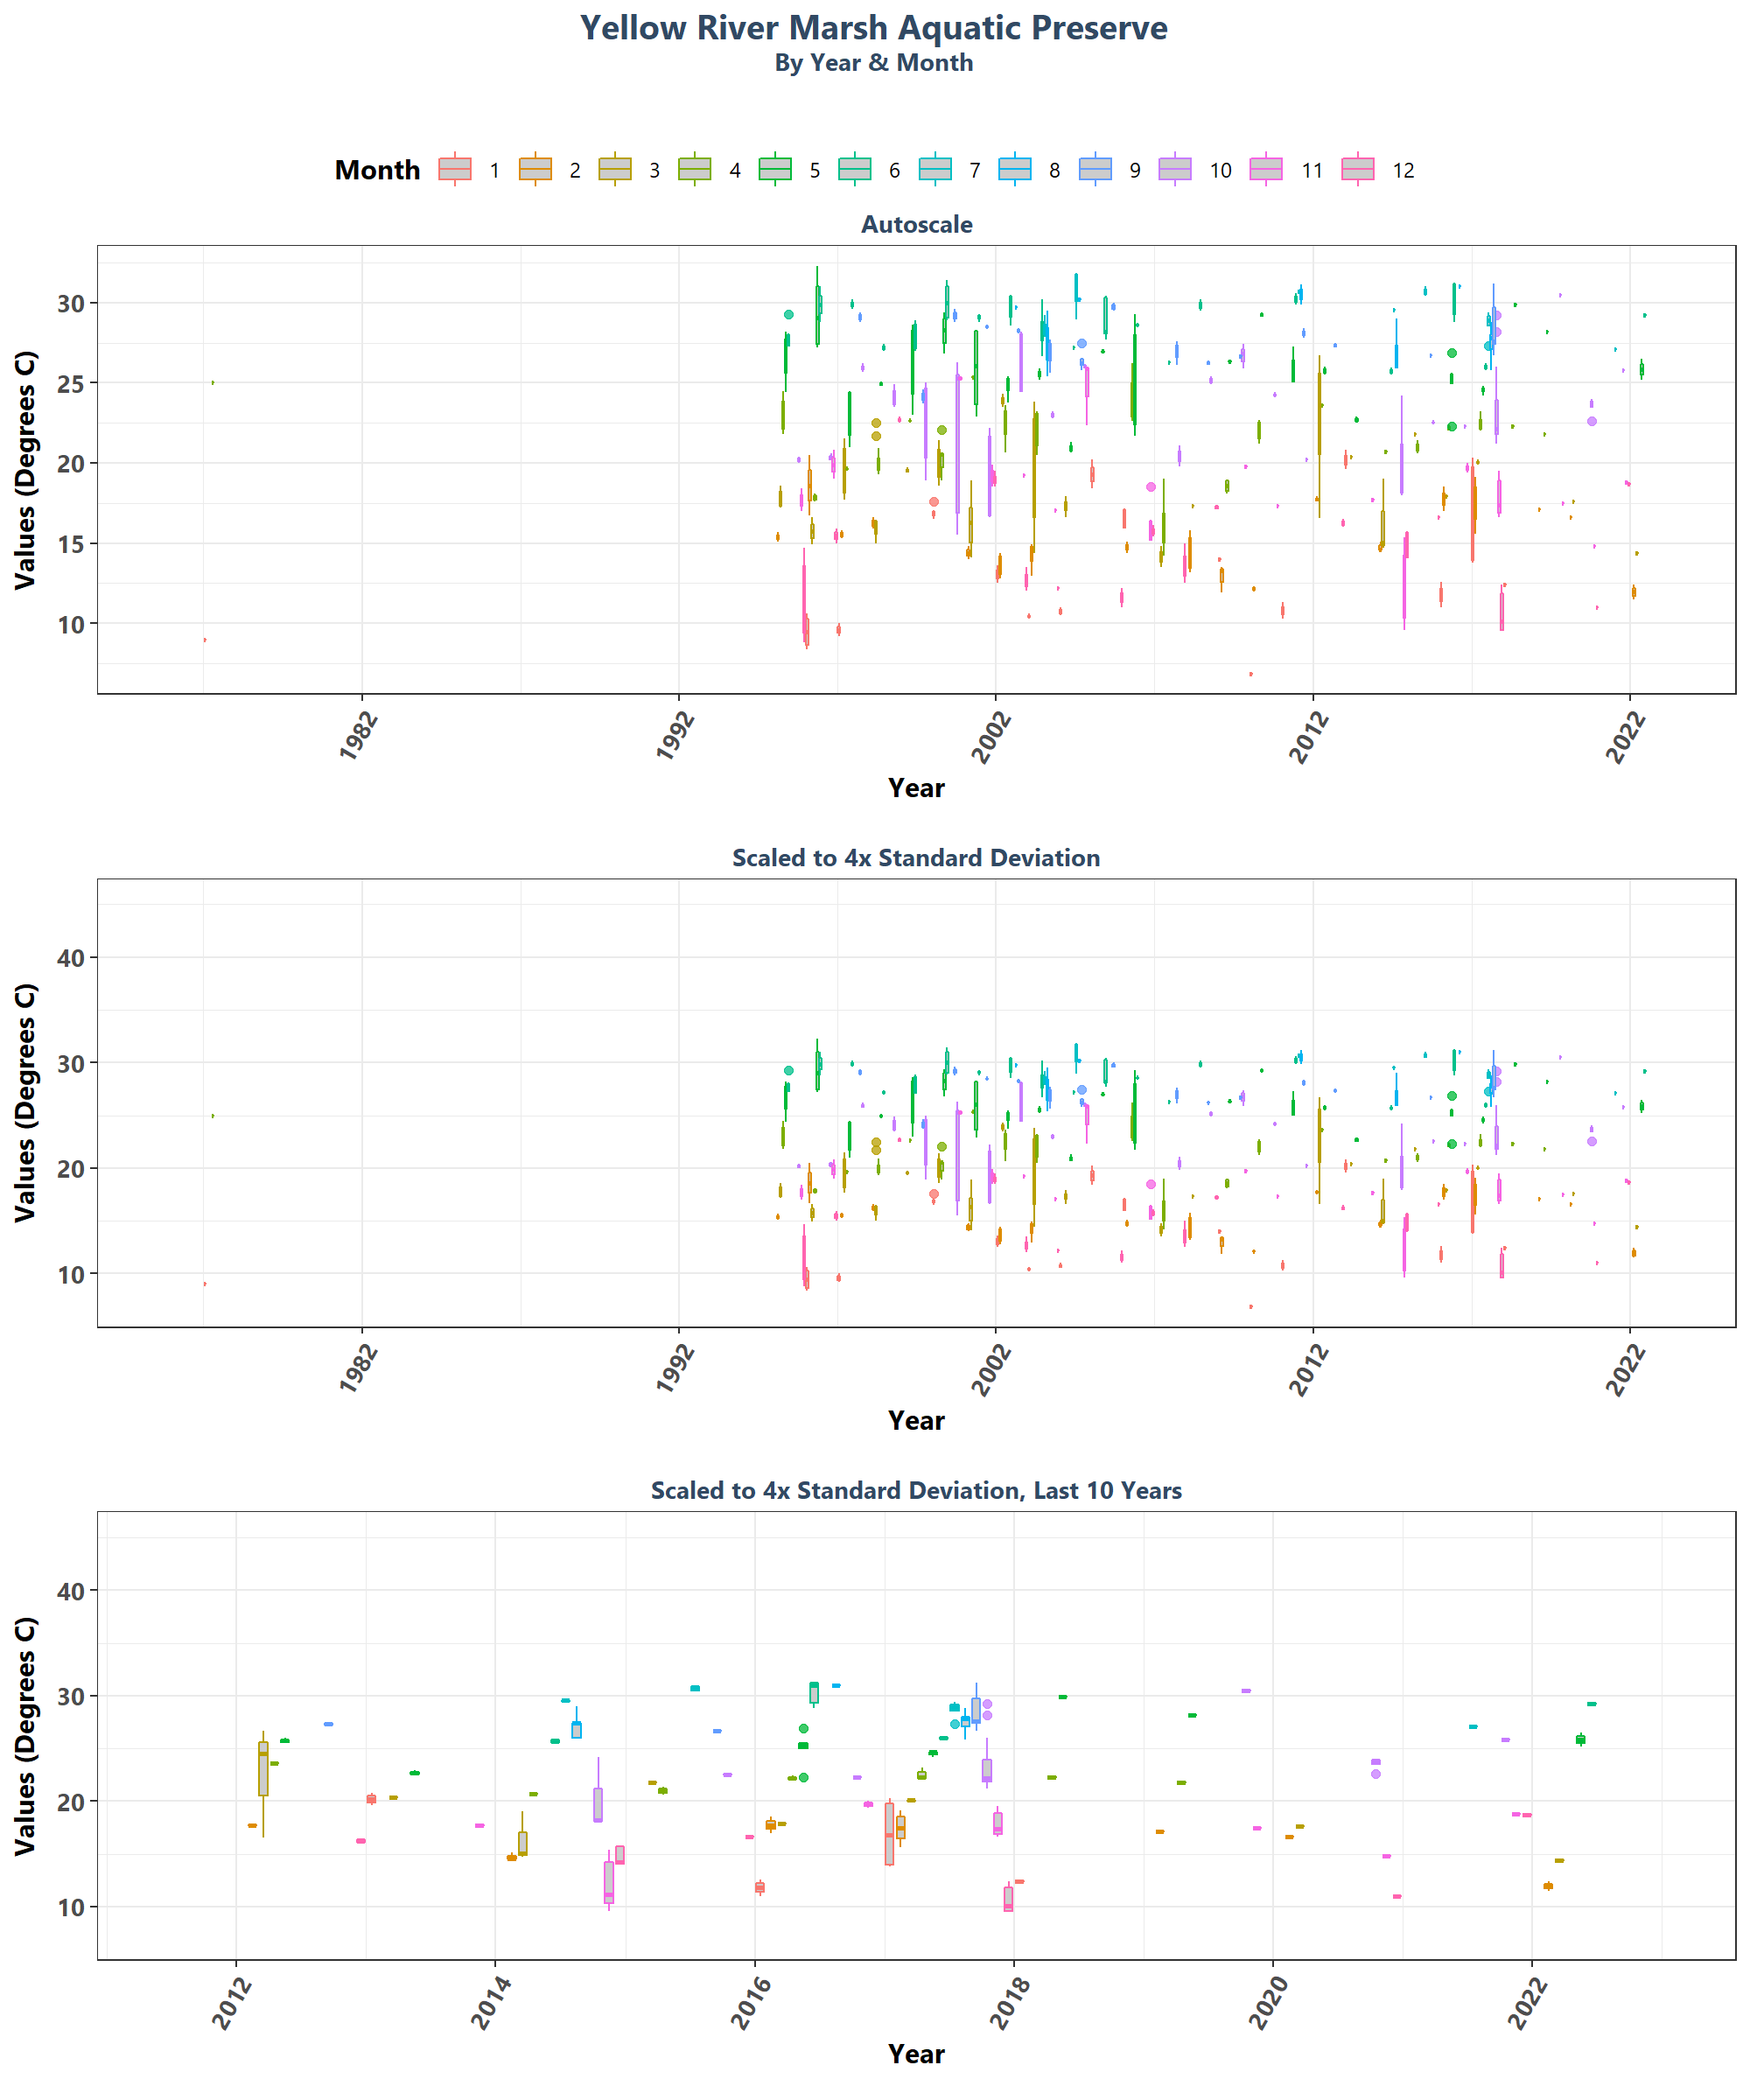 Yellow River Marsh Aquatic Preserve
By Year & Month
Month 1 2 3 4 5 6 7 8 9 10 11 12
Autoscale
Values (Degrees C)
30
25
20
15
10
1982 1992 2002 2012 2022
Year
Scaled to 4x Standard Deviation
Values (Degrees C)
40
30
20
10
1982 1992 2002 2012 2022
Year
Scaled to 4x Standard Deviation, Last 10 Years
Values (Degrees C)
40
30
20
10
2012 2014 2016 2018 2020 2022
Year